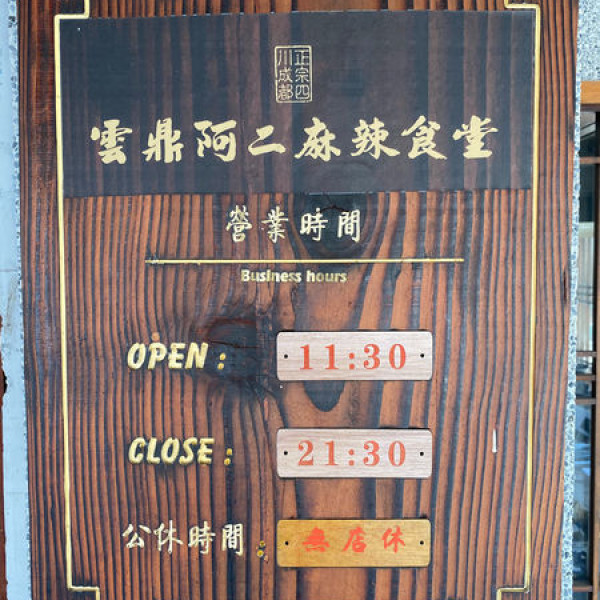 正宗四川成都
雲鼎阿二麻辣食堂
營業時間
Business hours
OPEN : 11:30
CLOSE : 21:30
公休時間 : 無店休